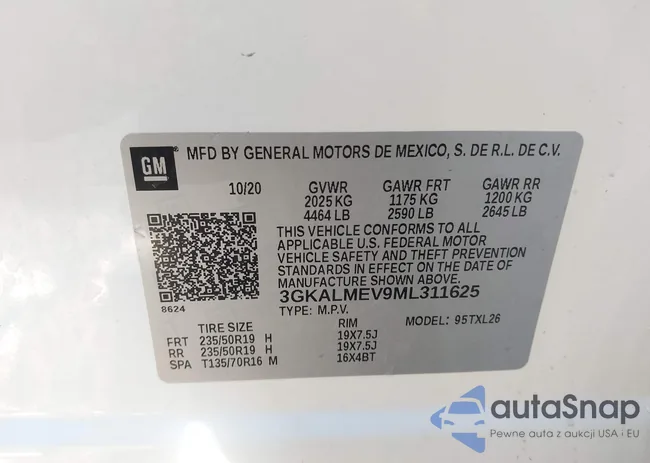 GM
MFD BY GENERAL MOTORS DE MEXICO, S. DE R.L. DE C.V.
10/20 GVWR GAWR FRT GAWR RR
2025 KG 1175 KG 1200 KG
4464 LB 2590 LB 2645 LB
THIS VEHICLE CONFORMS TO ALL
APPLICABLE U.S. FEDERAL MOTOR
VEHICLE SAFETY AND THEFT PREVENTION
STANDARDS IN EFFECT ON THE DATE OF
MANUFACTURE SHOWN ABOVE.
3GKALMEV9ML311625
8624
TYPE: M.P.V. MODEL: 95TXL26
TIRE SIZE RIM
FRT 235/50R19 H 19X7.5J
RR 235/50R19 H 19X7.5J
SPA T135/70R16 M 16X4BT
autaSnap
Pewne auta z aukcji USA i EU